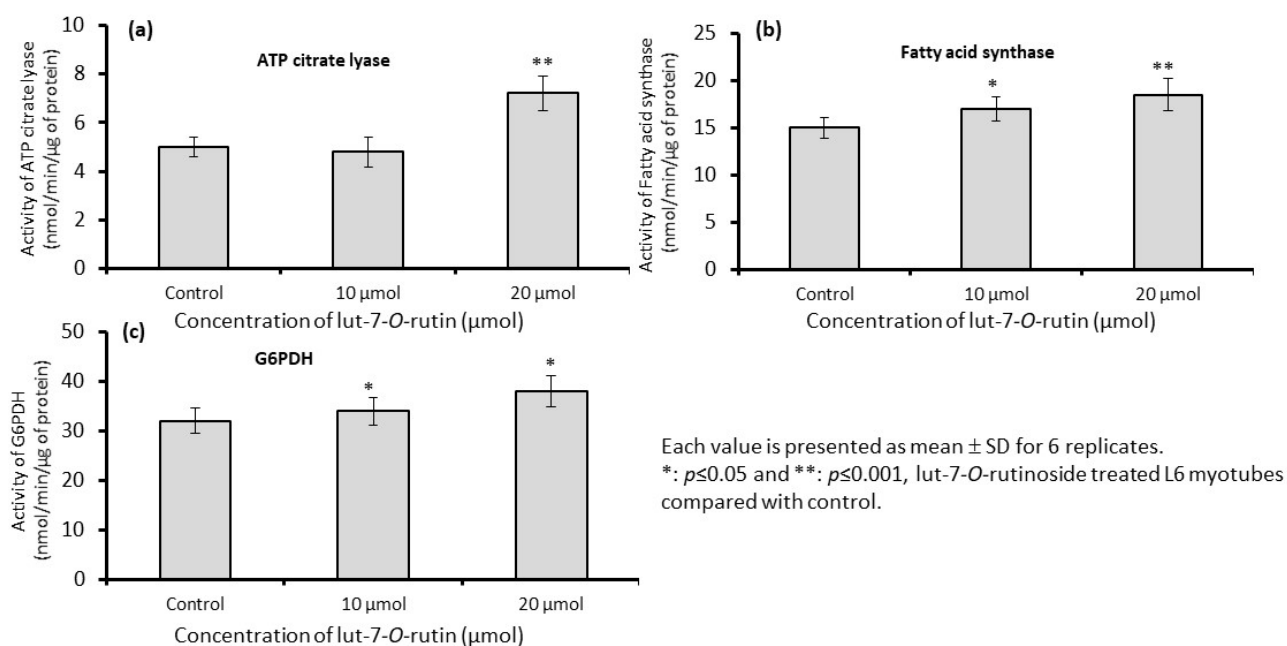 (a)
ATP citrate lyase
**
Activity of ATP citrate lyase
(nmol/min/µg of protein)
10
8
6
4
2
0
Control
10 µmol
20 µmol
Concentration of lut-7-O-rutin (µmol)
(b)
Fatty acid synthase
*
**
Activity of Fatty acid synthase
(nmol/min/µg of protein)
25
20
15
10
5
0
Control
10 µmol
20 µmol
Concentration of lut-7-O-rutin (µmol)
(c)
G6PDH
*
*
Activity of G6PDH
(nmol/min/µg of protein)
50
40
30
20
10
0
Control
10 µmol
20 µmol
Concentration of lut-7-O-rutin (µmol)
Each value is presented as mean ± SD for 6 replicates.
*: p≤0.05 and **: p≤0.001, lut-7-O-rutinoside treated L6 myotubes
compared with control.